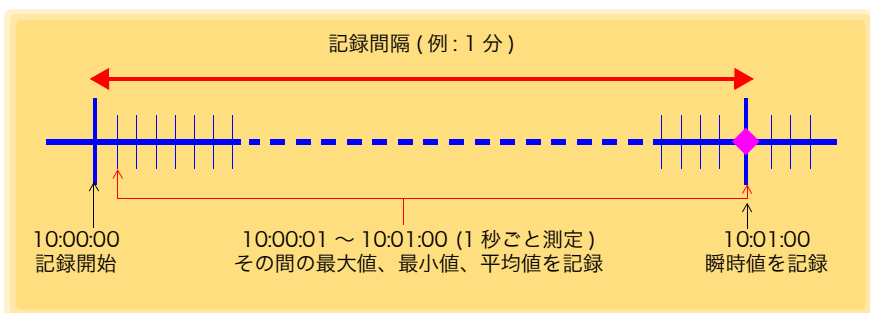 記録間隔 ( 例 : 1 分 )
10:00:00
記録開始
10:00:01 ～ 10:01:00 (1 秒ごと測定 )
その間の最大値、最小値、平均値を記録
10:01:00
瞬時値を記録